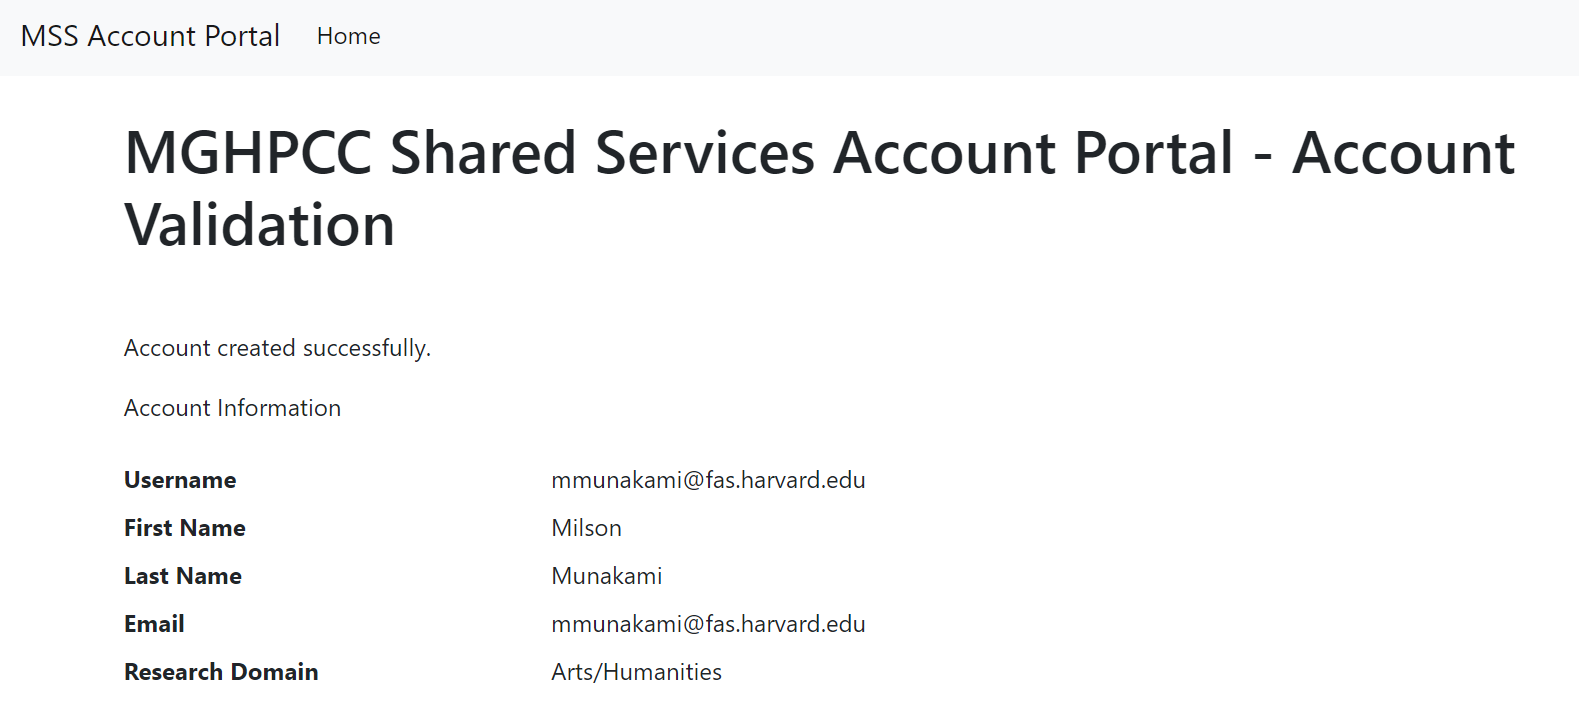 MSS Account Portal Home
MGHPCC Shared Services Account Portal - Account
Validation
Account created successfully.
Account Information
Username mmunakami@fas.harvard.edu
First Name Milson
Last Name Munakami
Email mmunakami@fas.harvard.edu
Research Domain Arts/Humanities